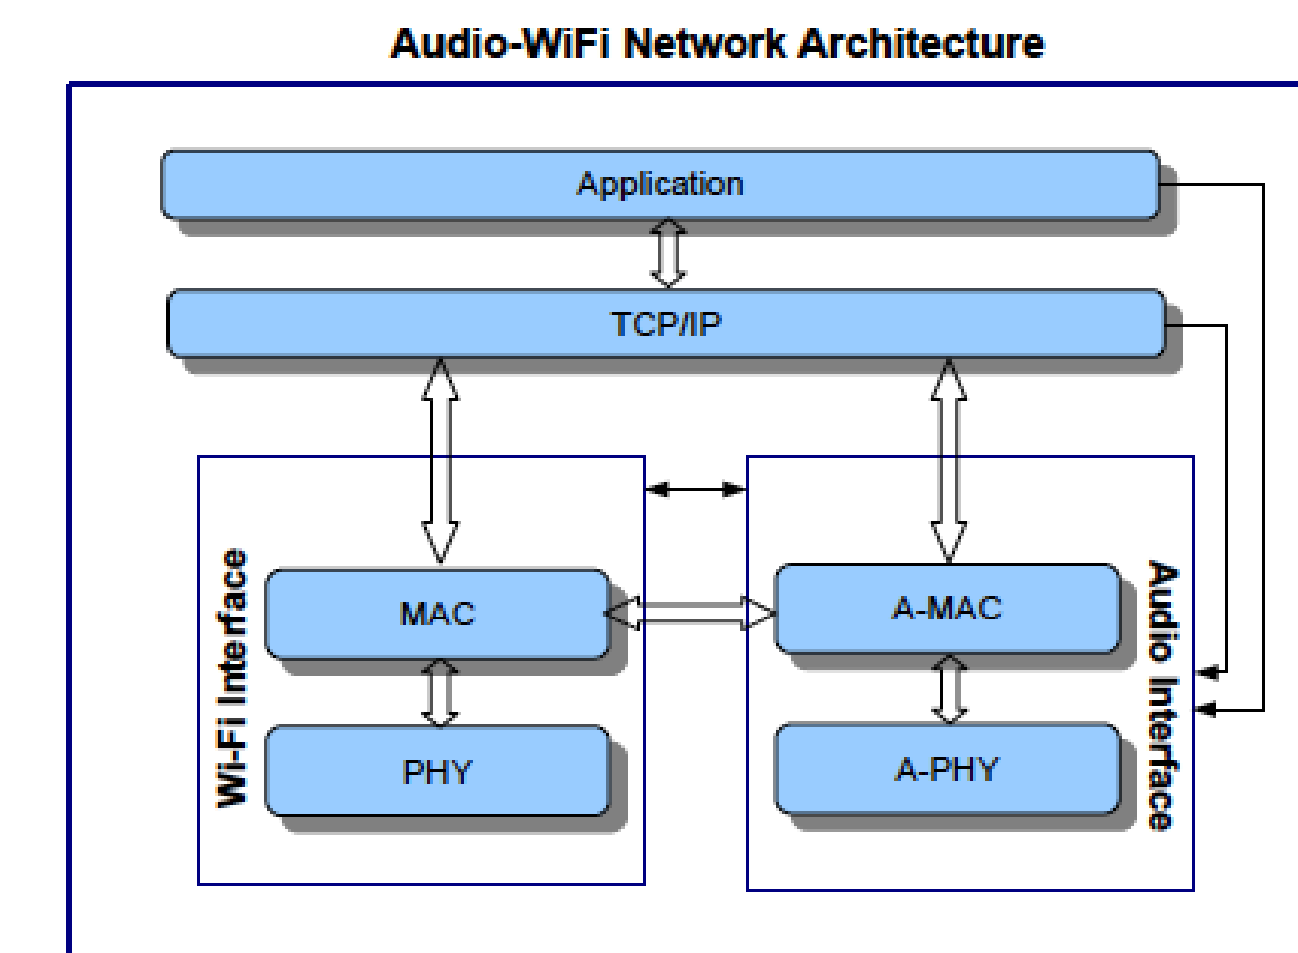 Audio-WiFi Network Architecture
Application
TCP/IP
Wi-Fi Interface
MAC
PHY
A-MAC
A-PHY
Audio Interface